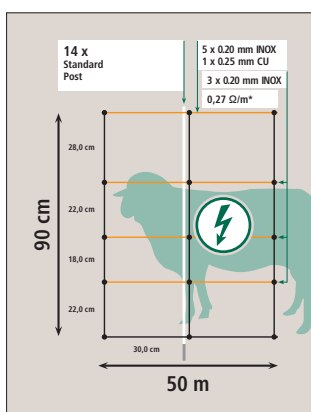 14 x
Standard
Post
5 x 0.20 mm INOX
1 x 0.25 mm CU
3 x 0.20 mm INOX
0,27 Ω/m*
28,0 cm
22,0 cm
18,0 cm
22,0 cm
90 cm
30,0 cm
50 m